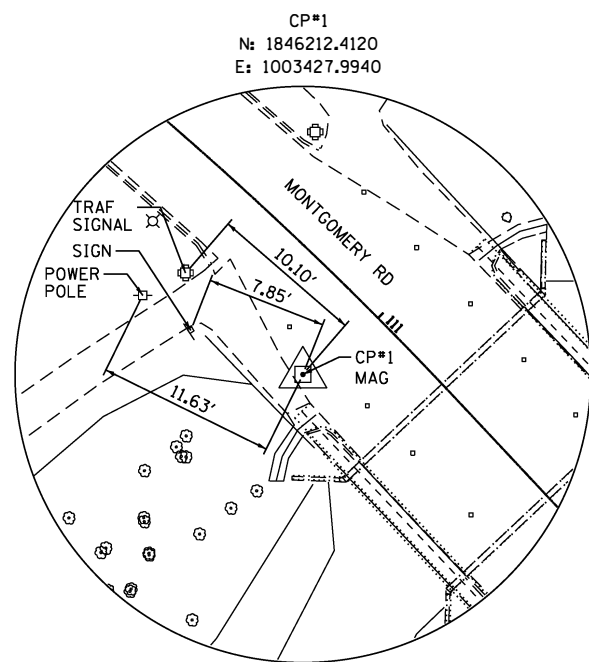 CP#1
N: 1846212.4120
E: 1003427.9940
MONTGOMERY RD
TRAF
SIGNAL
SIGN
POWER
POLE
10.10'
7.85'
11.63'
CP#1
MAG